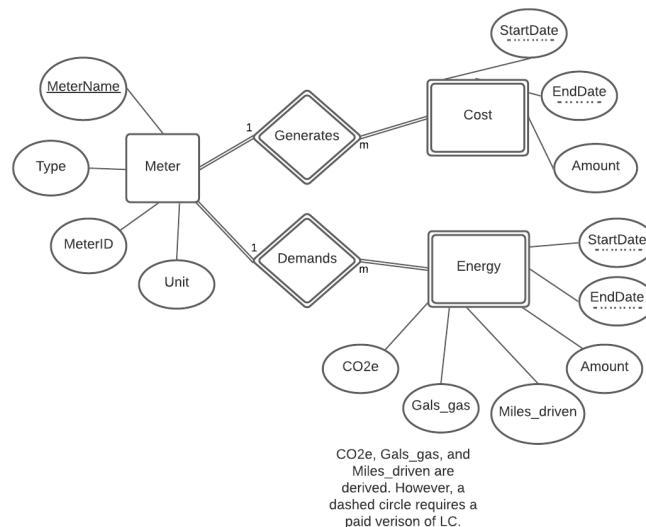 StartDate
MeterName
EndDate
Cost
1
Generates
m
Type
Meter
Amount
MeterID
StartDate
1
Demands
m
Energy
Unit
EndDate
CO2e
Amount
Gals_gas
Miles_driven
CO2e, Gals_gas, and
Miles_driven are
derived. However, a
dashed circle requires a
paid verison of LC.